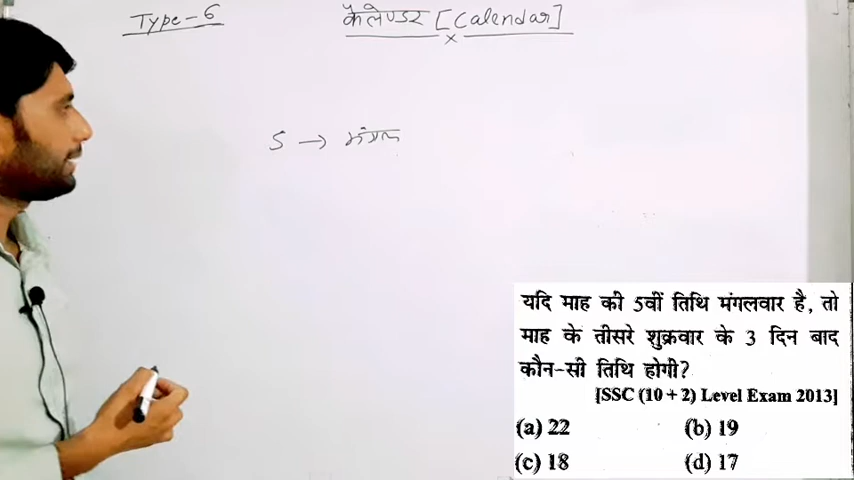 Type-6
कैलेण्डर [Calendar]
x
5 → मंगल
यदि माह की 5वीं तिथि मंगलवार है, तो
माह के तीसरे शुक्रवार के 3 दिन बाद
कौन-सी तिथि होगी?
[SSC (10 + 2) Level Exam 2013]
(a) 22 (b) 19
(c) 18 (d) 17